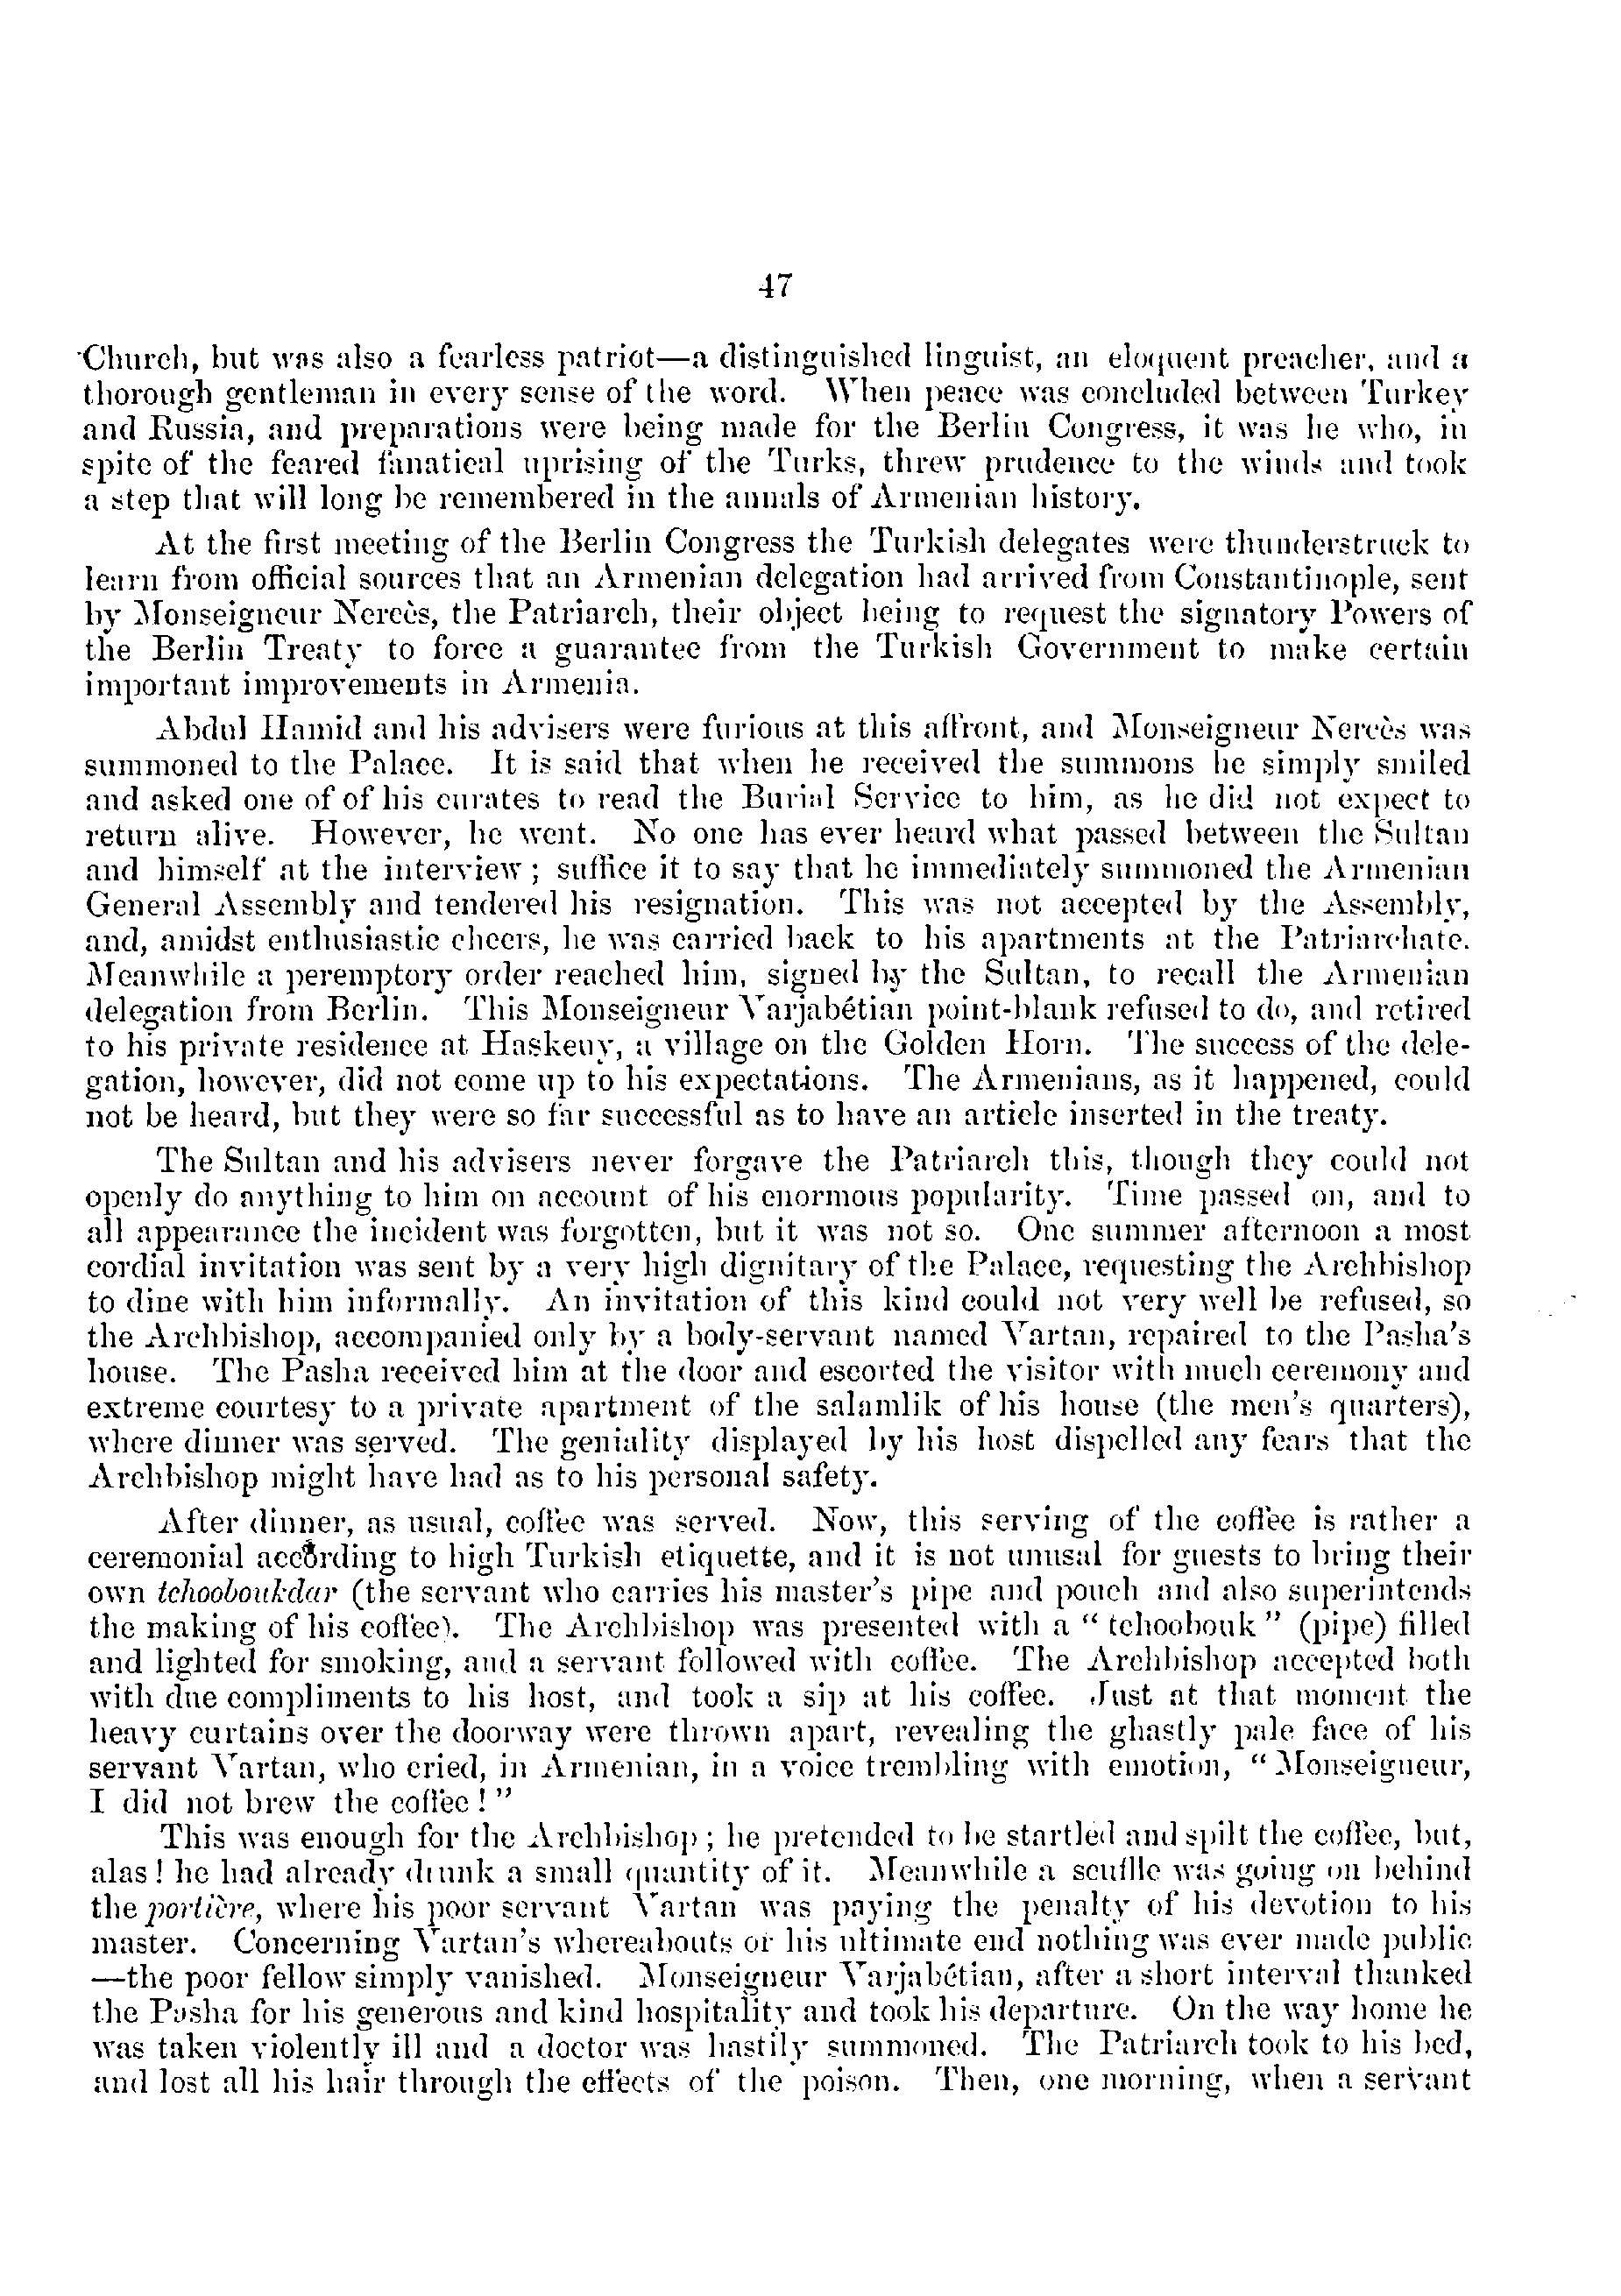 47
Church, but was also a fearless patriot—a distinguished linguist, an eloquent preacher, and a
thorough gentleman in every sense of the word. When peace was concluded between Turkey
and Russia, and preparations were being made for the Berlin Congress, it was he who, in
spite of the feared fanatical uprising of the Turks, threw prudence to the winds and took
a step that will long be remembered in the annals of Armenian history.
At the first meeting of the Berlin Congress the Turkish delegates were thunderstruck to
learn from official sources that an Armenian delegation had arrived from Constantinople, sent
by Monseigneur Nercès, the Patriarch, their object being to request the signatory Powers of
the Berlin Treaty to force a guarantee from the Turkish Government to make certain
important improvements in Armenia.
Abdul Hamid and his advisers were furious at this affront, and Monseigneur Nercès was
summoned to the Palace. It is said that when he received the summons he simply smiled
and asked one of of his curates to read the Burial Service to him, as he did not expect to
return alive. However, he went. No one has ever heard what passed between the Sultan
and himself at the interview; suffice it to say that he immediately summoned the Armenian
General Assembly and tendered his resignation. This was not accepted by the Assembly,
and, amidst enthusiastic cheers, he was carried back to his apartments at the Patriarchate.
Meanwhile a peremptory order reached him, signed by the Sultan, to recall the Armenian
delegation from Berlin. This Monseigneur Varjabétian point-blank refused to do, and retired
to his private residence at Haskeuy, a village on the Golden Horn. The success of the dele-
gation, however, did not come up to his expectations. The Armenians, as it happened, could
not be heard, but they were so far successful as to have an article inserted in the treaty.
The Sultan and his advisers never forgave the Patriarch this, though they could not
openly do anything to him on account of his enormous popularity. Time passed on, and to
all appearance the incident was forgotten, but it was not so. One summer afternoon a most
cordial invitation was sent by a very high dignitary of the Palace, requesting the Archbishop
to dine with him informally. An invitation of this kind could not very well be refused, so
the Archbishop, accompanied only by a body-servant named Vartan, repaired to the Pasha's
house. The Pasha received him at the door and escorted the visitor with much ceremony and
extreme courtesy to a private apartment of the salamlik of his house (the men's quarters),
where dinner was served. The geniality displayed by his host dispelled any fears that the
Archbishop might have had as to his personal safety.
After dinner, as usual, coffee was served. Now, this serving of the coffee is rather a
ceremonial according to high Turkish etiquette, and it is not unusal for guests to bring their
own tchooboukdar (the servant who carries his master's pipe and pouch and also superintends
the making of his coffee). The Archbishop was presented with a "tchoobouk" (pipe) filled
and lighted for smoking, and a servant followed with coffee. The Archbishop accepted both
with due compliments to his host, and took a sip at his coffee. Just at that moment the
heavy curtains over the doorway were thrown apart, revealing the ghastly pale face of his
servant Vartan, who cried, in Armenian, in a voice trembling with emotion, "Monseigneur,
I did not brew the coffee!"
This was enough for the Archbishop; he pretended to be startled and spilt the coffee, but,
alas! he had already drunk a small quantity of it. Meanwhile a scuffle was going on behind
the portière, where his poor servant Vartan was paying the penalty of his devotion to his
master. Concerning Vartan's whereabouts or his ultimate end nothing was ever made public
—the poor fellow simply vanished. Monseigneur Varjabétian, after a short interval thanked
the Pasha for his generous and kind hospitality and took his departure. On the way home he
was taken violently ill and a doctor was hastily summoned. The Patriarch took to his bed,
and lost all his hair through the effects of the poison. Then, one morning, when a servant